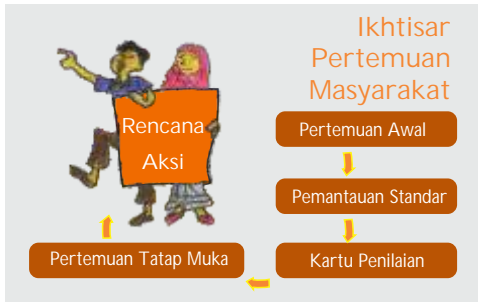 Ikhtisar
Pertemuan
Masyarakat
Pertemuan Awal
Pemantauan Standar
Kartu Penilaian
Pertemuan Tatap Muka
Rencana
Aksi